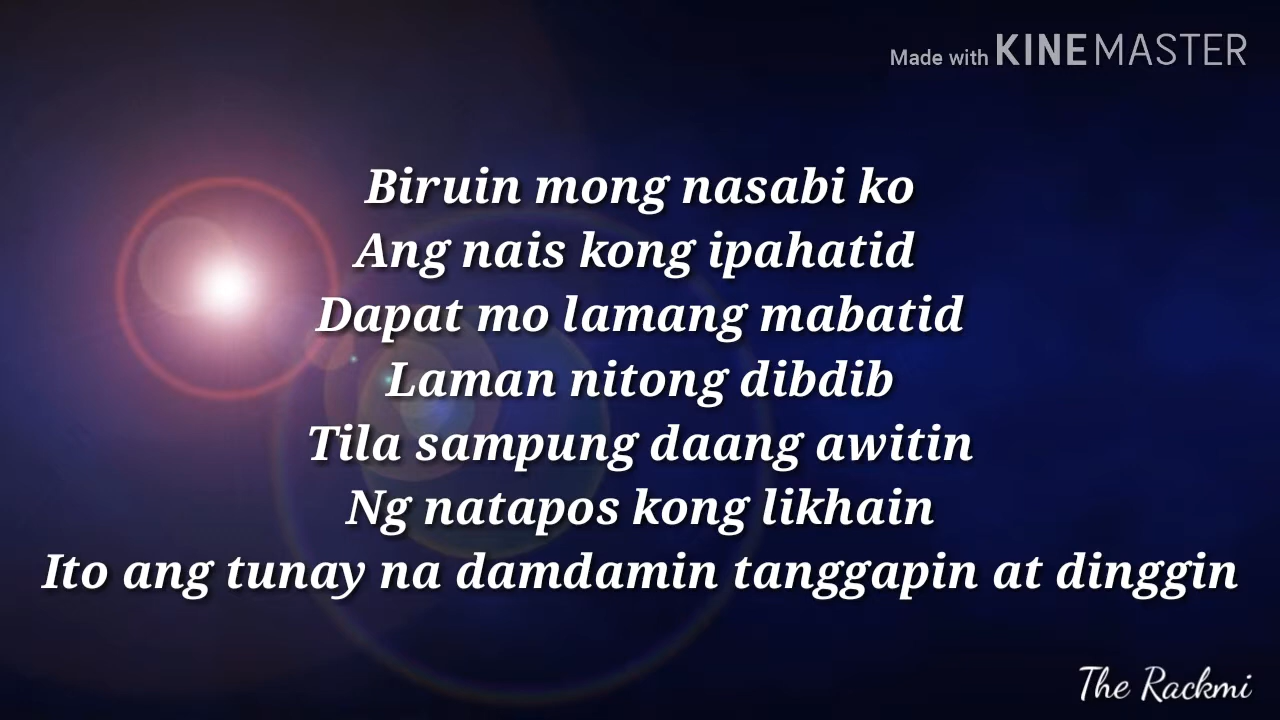 Made with KINEMASTER
Biruin mong nasabi ko
Ang nais kong ipahatid
Dapat mo lamang mabatid
Laman nitong dibdib
Tila sampung daang awitin
Ng natapos kong likhain
Ito ang tunay na damdamin tanggapin at dinggin
The Rackmi